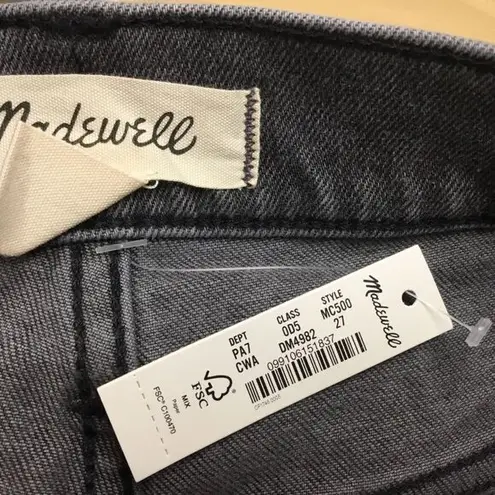 Madewell
Madewell
DEPT CLASS STYLE
PA7 0D5 MC500
CWA DM4982 27
099106151837
FSC
MIX
Paper
FSC® C100470